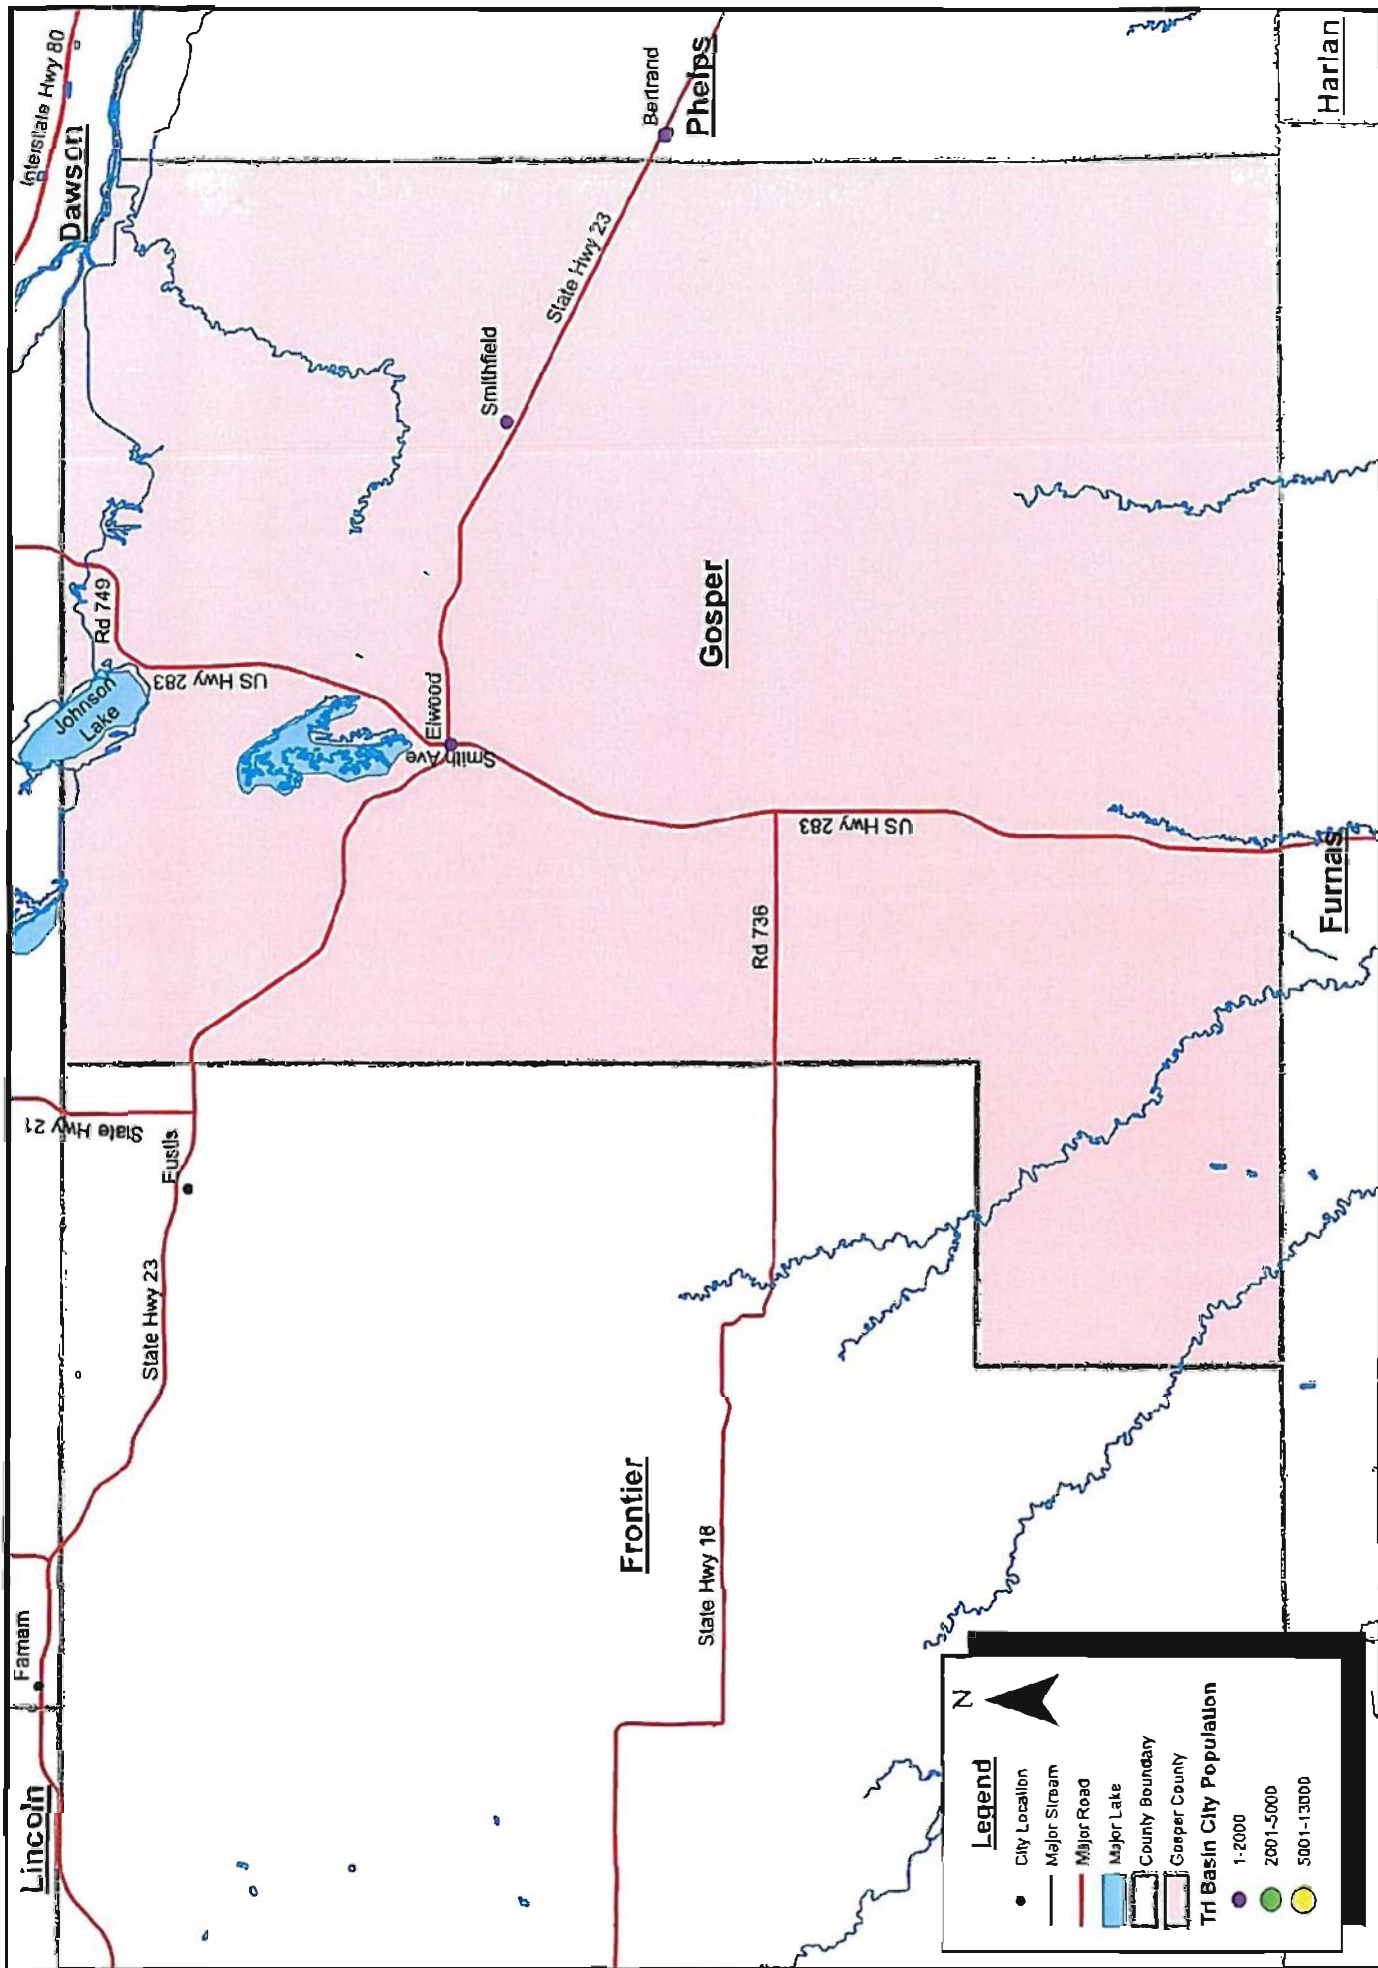 Lincoln
Farnam
State Hwy 23
Eustis
State Hwy 21
Johnson
Lake
Rd 749
US Hwy 283
Dawson
Interstate Hwy 80
Elwood
Smith Ave
Smithfield
State Hwy 23
Bertrand
Phelps
Frontier
State Hwy 18
Rd 736
US Hwy 283
Gosper
Furnas
Harlan
N
Legend
City Location
Major Stream
Major Road
Major Lake
County Boundary
Gosper County
Tri Basin City Population
1-2000
2001-5000
5001-13000